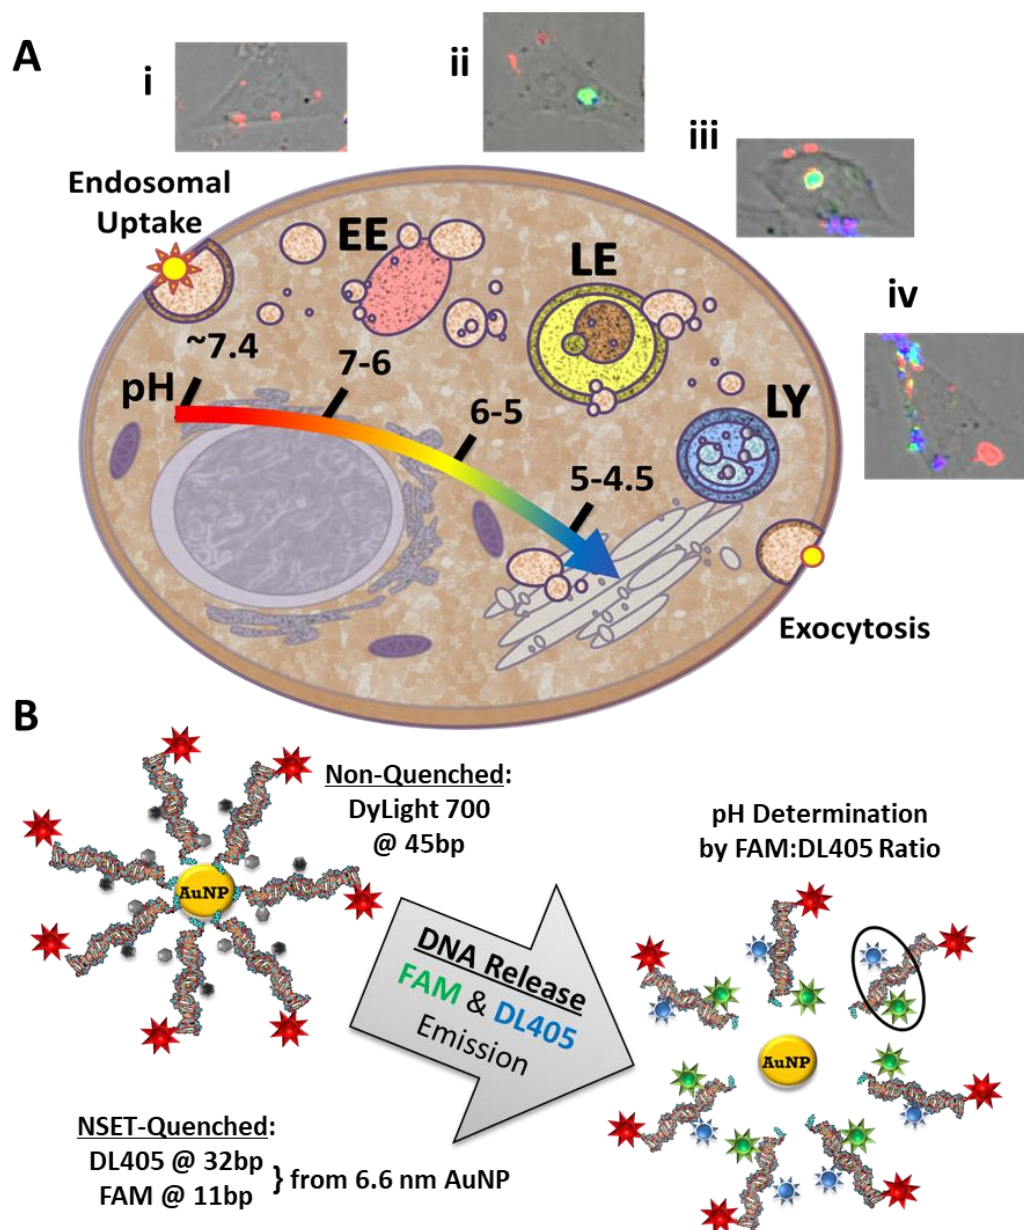 A
i
ii
iii
iv
Endosomal
Uptake
EE
LE
LY
~7.4
pH
7-6
6-5
5-4.5
Exocytosis
B
Non-Quenched:
DyLight 700
@ 45bp
AuNP
DNA Release
FAM & DL405
Emission
NSET-Quenched:
DL405 @ 32bp
FAM @ 11bp
} from 6.6 nm AuNP
pH Determination
by FAM:DL405 Ratio
AuNP